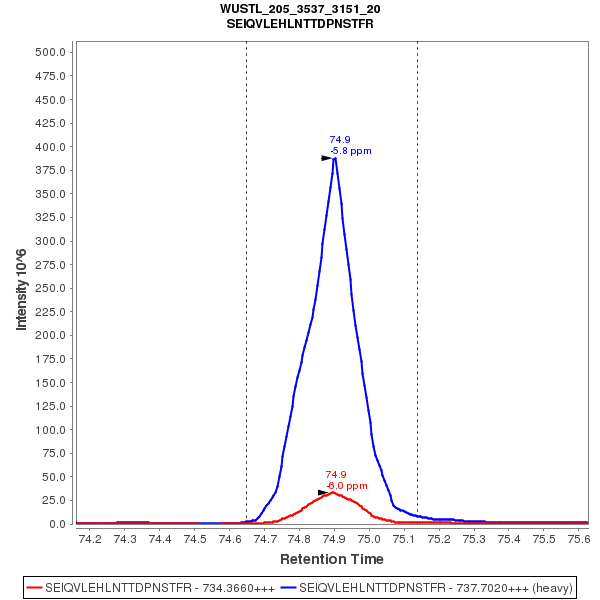 WUSTL_205_3537_3151_20
SEIQVLEHLNTTDPNSTFR
500.0
475.0
450.0
425.0
400.0
375.0
350.0
325.0
300.0
275.0
250.0
225.0
200.0
175.0
150.0
125.0
100.0
75.0
50.0
25.0
0.0
Intensity 10^6
74.9
-5.8 ppm
74.9
-6.0 ppm
74.2 74.3 74.4 74.5 74.6 74.7 74.8 74.9 75.0 75.1 75.2 75.3 75.4 75.5 75.6
Retention Time
SEIQVLEHLNTTDPNSTFR - 734.3660+++ SEIQVLEHLNTTDPNSTFR - 737.7020+++ (heavy)